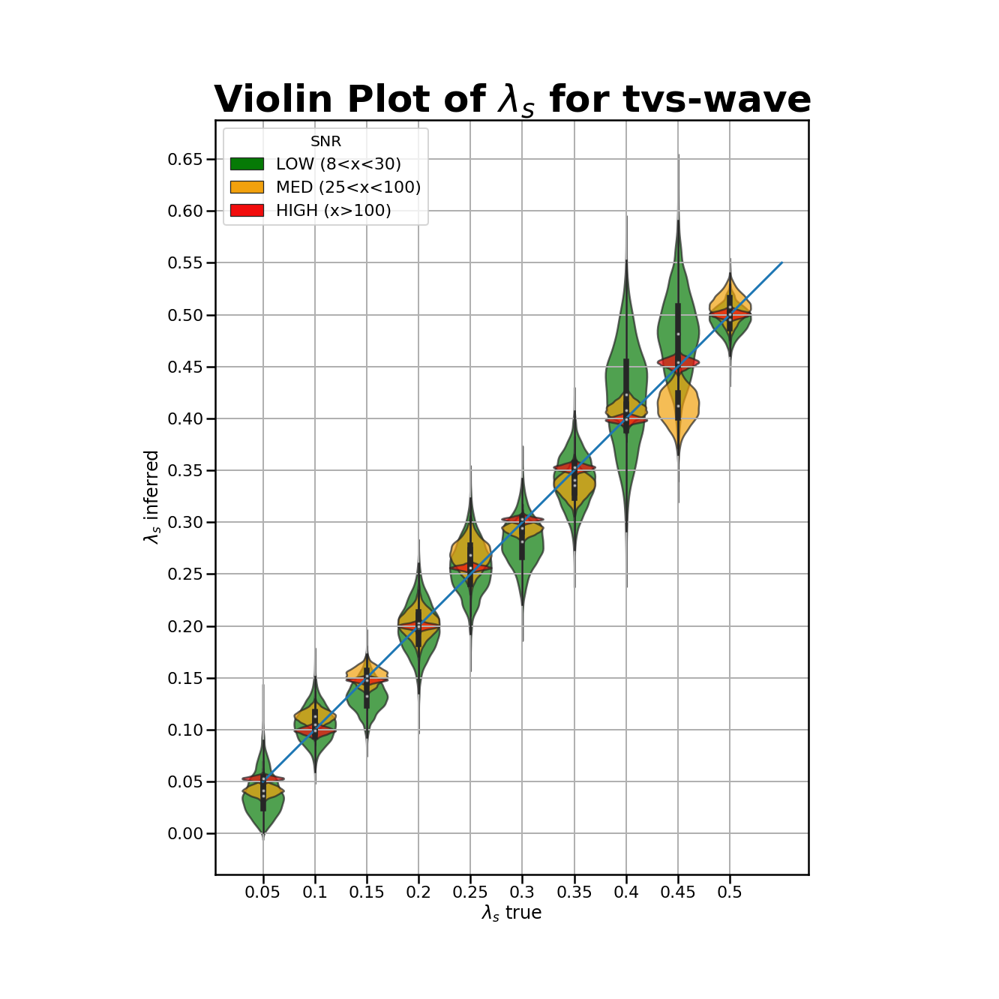 Violin Plot of λs for tvs-wave
SNR
LOW (8<x<30)
MED (25<x<100)
HIGH (x>100)
0.65
0.60
0.55
0.50
0.45
0.40
0.35
0.30
0.25
0.20
0.15
0.10
0.05
0.00
λs inferred
0.05 0.1 0.15 0.2 0.25 0.3 0.35 0.4 0.45 0.5
λs true